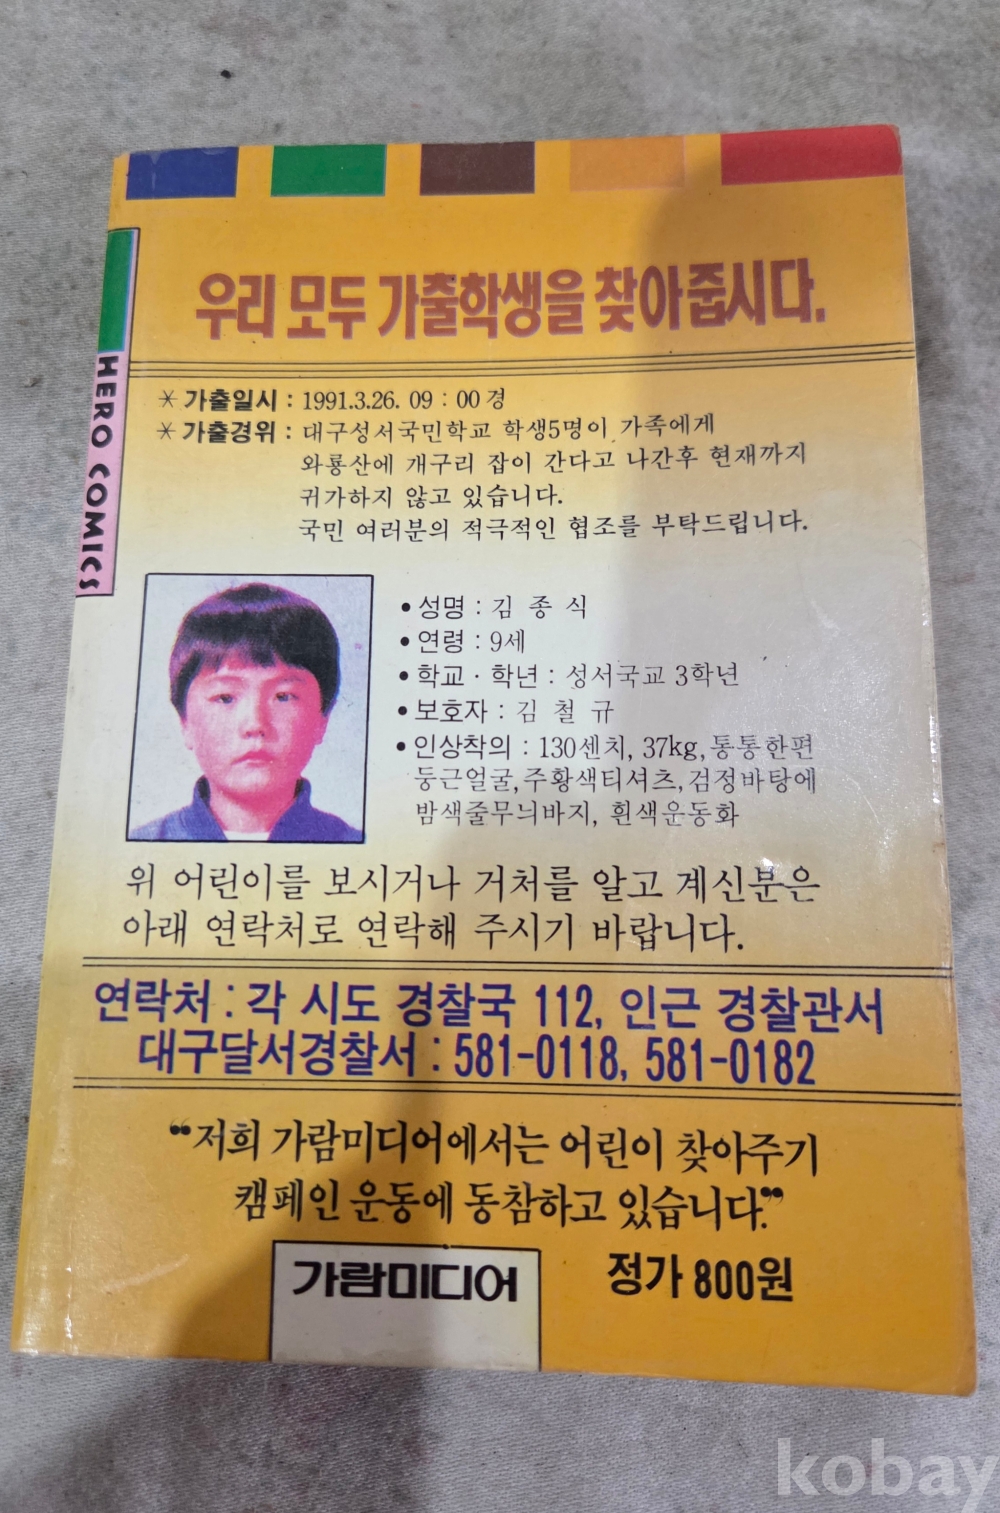 우리 모두 가출학생을 찾아줍시다.
HERO COMICS
* 가출일시 : 1991.3.26. 09 : 00 경
* 가출경위 : 대구성서국민학교 학생5명이 가족에게
와룡산에 개구리 잡이 간다고 나간후 현재까지
귀가하지 않고 있습니다.
국민 여러분의 적극적인 협조를 부탁드립니다.
• 성명 : 김 종 식
• 연령 : 9세
• 학교 · 학년 : 성서국교 3학년
• 보호자 : 김 철 규
• 인상착의 : 130센치, 37kg, 통통한편
둥근얼굴, 주황색티셔츠, 검정바탕에
밤색줄무늬바지, 흰색운동화
위 어린이를 보시거나 거처를 알고 계신분은
아래 연락처로 연락해 주시기 바랍니다.
연락처 : 각 시도 경찰국 112, 인근 경찰관서
대구달서경찰서 : 581-0118, 581-0182
“저희 가람미디어에서는 어린이 찾아주기
캠페인 운동에 동참하고 있습니다.”
가람미디어
정가 800원
kobay